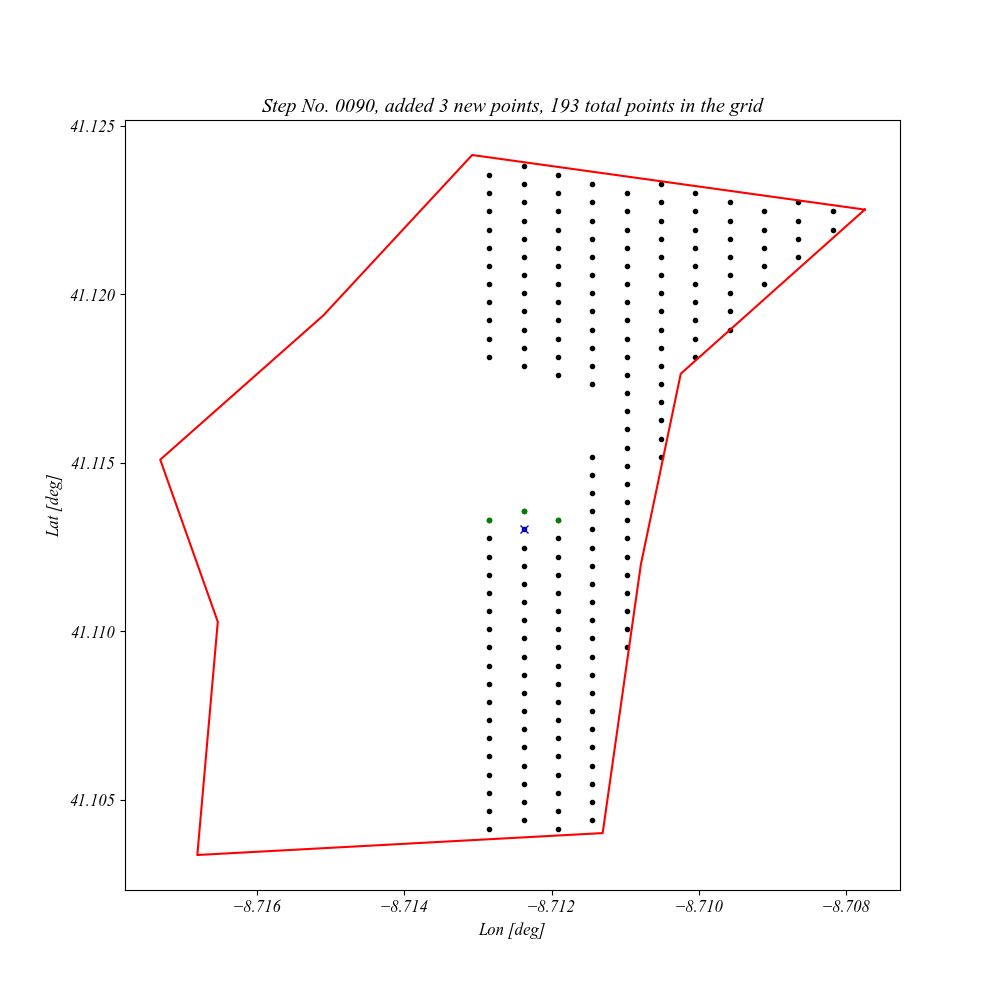 Step No. 0090, added 3 new points, 193 total points in the grid
41.125
41.120
41.115
41.110
41.105
Lat [deg]
−8.716 −8.714 −8.712 −8.710 −8.708
Lon [deg]